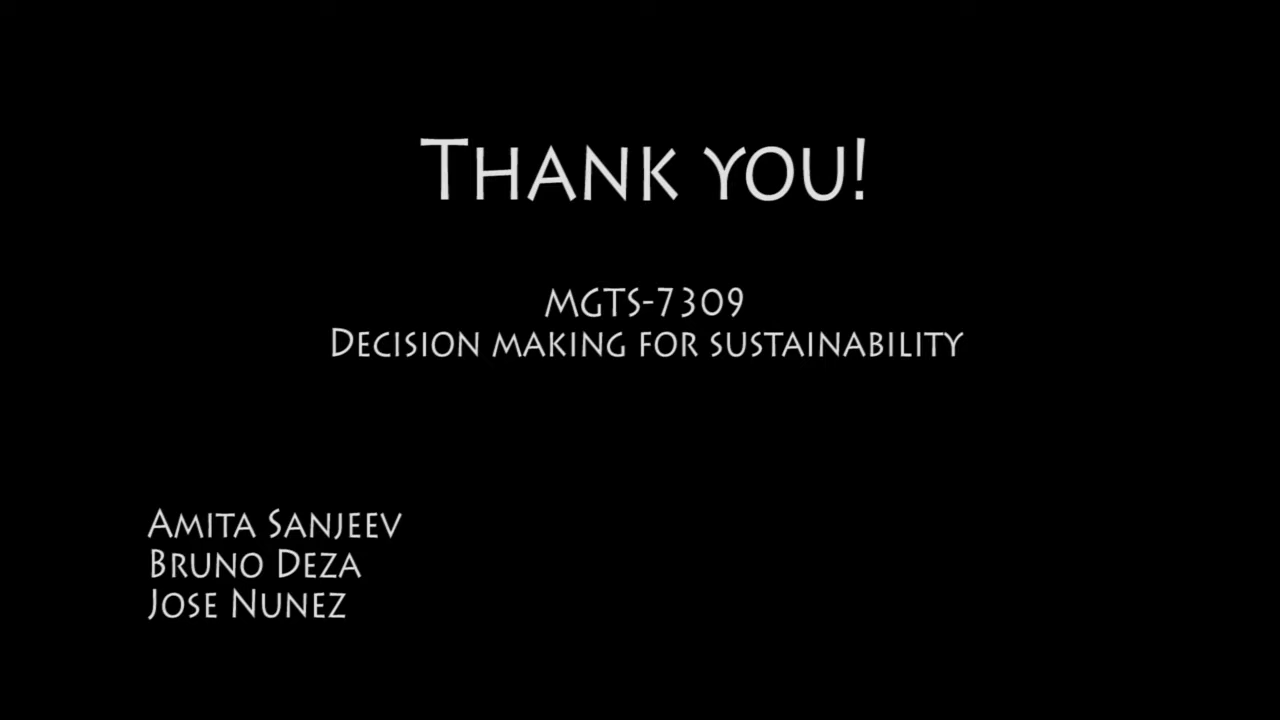 Thank you!
MGTS-7309
Decision making for sustainability
Amita Sanjeev
Bruno Deza
Jose Nunez